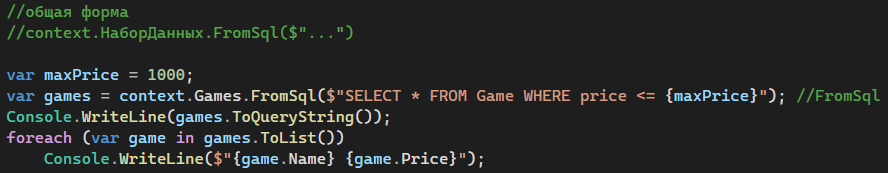 //общая форма
//context.НаборДанных.FromSql($"...")
var maxPrice = 1000;
var games = context.Games.FromSql($"SELECT * FROM Game WHERE price <= {maxPrice}"); //FromSql
Console.WriteLine(games.ToQueryString());
foreach (var game in games.ToList())
    Console.WriteLine($"{game.Name} {game.Price}");